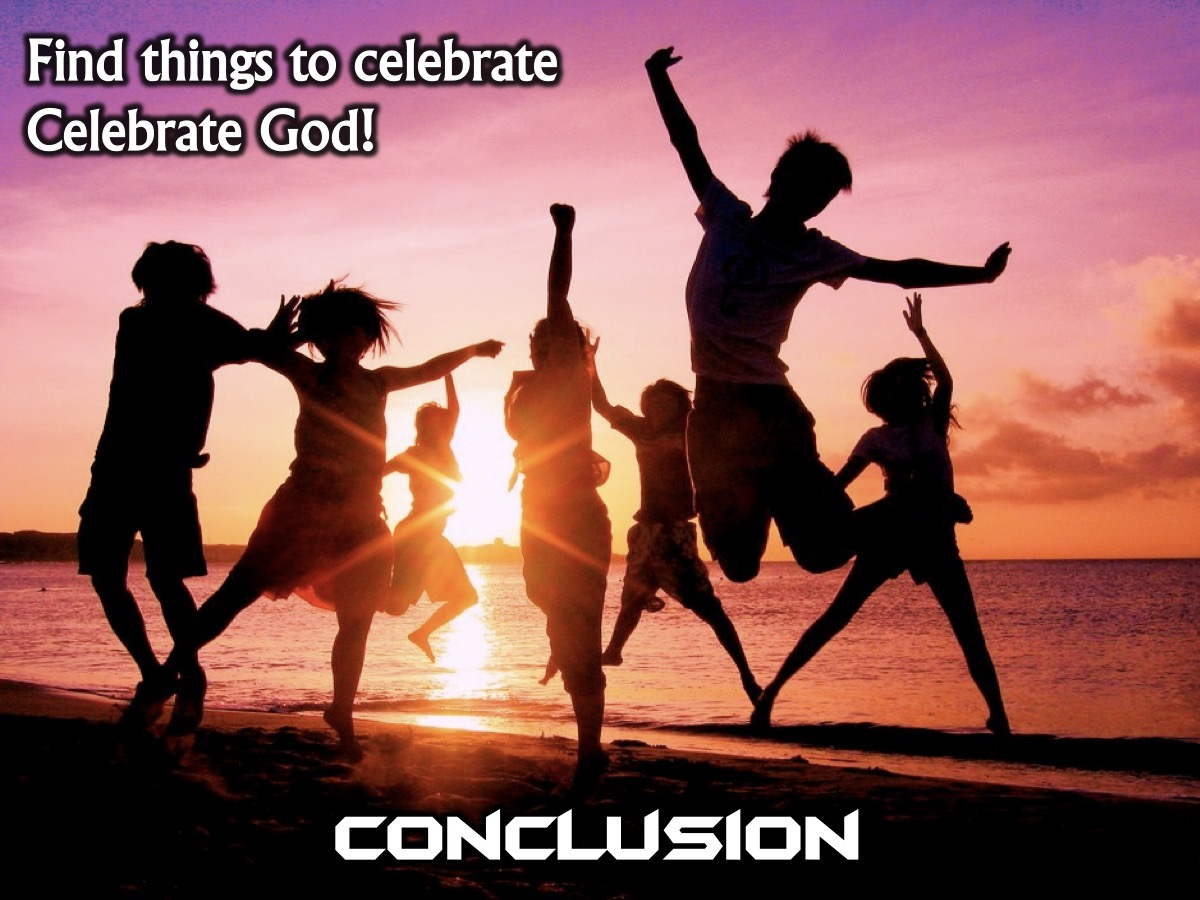 Find things to celebrate
Celebrate God!
CONCLUSION